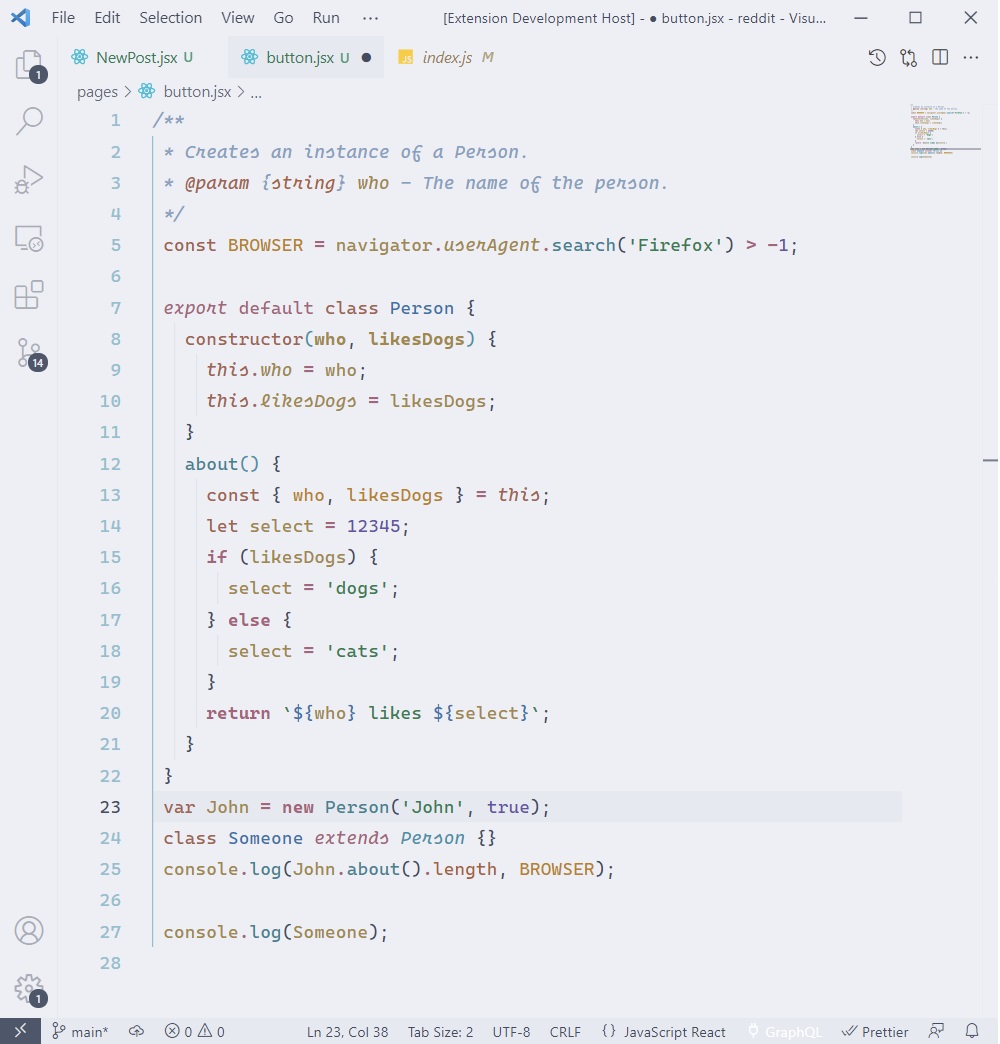 File Edit Selection View Go Run ··· [Extension Development Host] - ● button.jsx - reddit - Visu...
NewPost.jsx U button.jsx U ● JS index.js M
pages > button.jsx > ...
1 /**
2 * Creates an instance of a Person.
3 * @param {string} who - The name of the person.
4 */
5 const BROWSER = navigator.userAgent.search('Firefox') > -1;
6
7 export default class Person {
8 constructor(who, likesDogs) {
9 this.who = who;
10 this.likesDogs = likesDogs;
11 }
12 about() {
13 const { who, likesDogs } = this;
14 let select = 12345;
15 if (likesDogs) {
16 select = 'dogs';
17 } else {
18 select = 'cats';
19 }
20 return `${who} likes ${select}`;
21 }
22 }
23 var John = new Person('John', true);
24 class Someone extends Person {}
25 console.log(John.about().length, BROWSER);
26
27 console.log(Someone);
28
1
14
1
main* 0 0 Ln 23, Col 38 Tab Size: 2 UTF-8 CRLF {} JavaScript React GraphQL Prettier